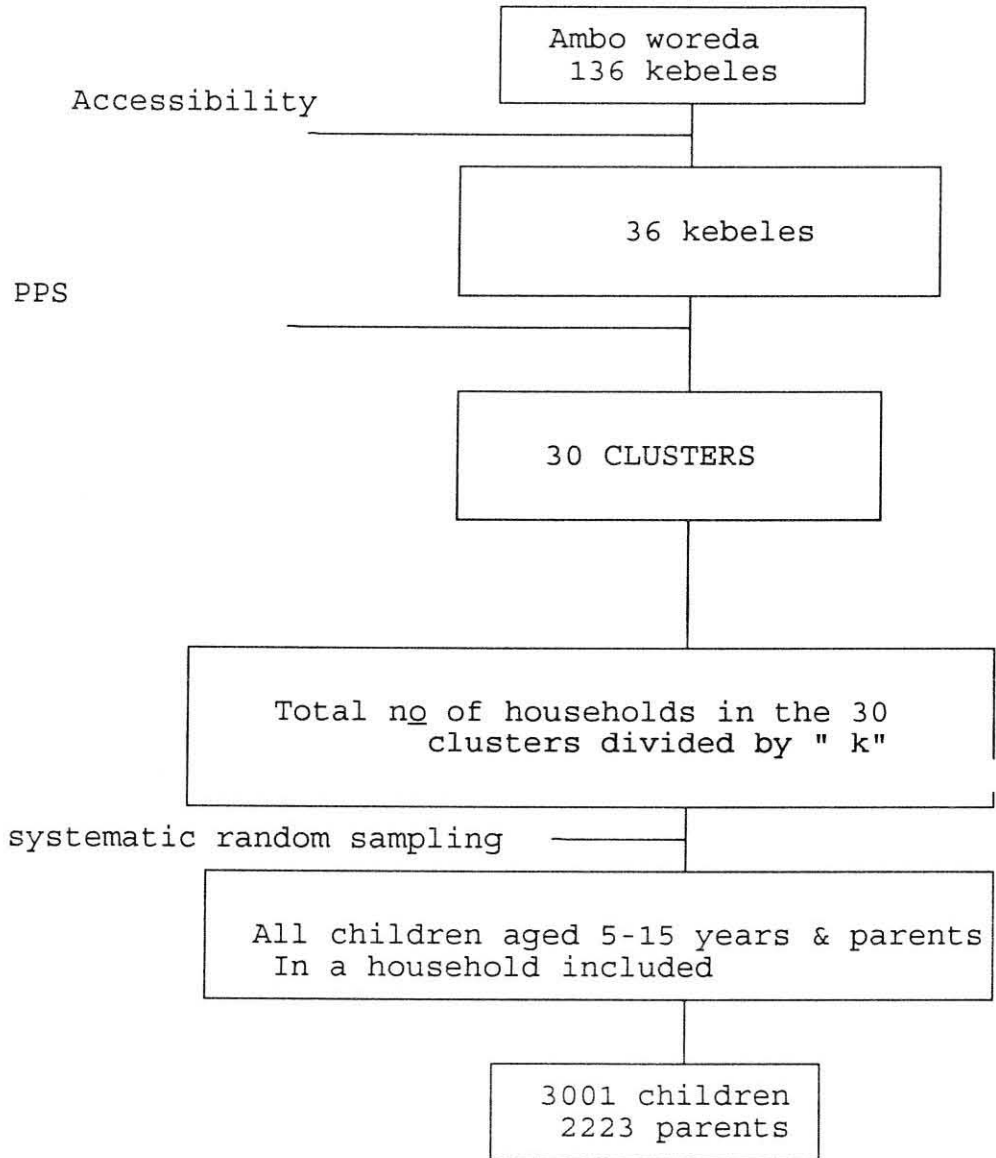 Ambo woreda
136 kebeles
Accessibility
36 kebeles
PPS
30 CLUSTERS
Total no of households in the 30
clusters divided by " k"
systematic random sampling
All children aged 5-15 years & parents
In a household included
3001 children
2223 parents